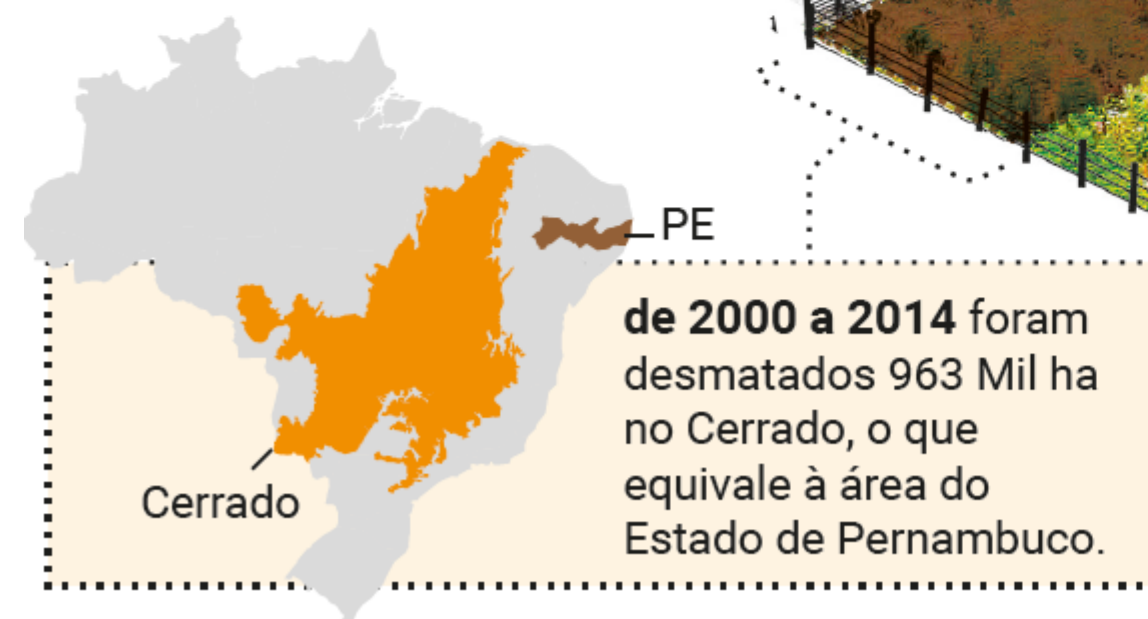 PE
de 2000 a 2014 foram
desmatados 963 Mil ha
no Cerrado, o que
equivale à área do
Estado de Pernambuco.
Cerrado